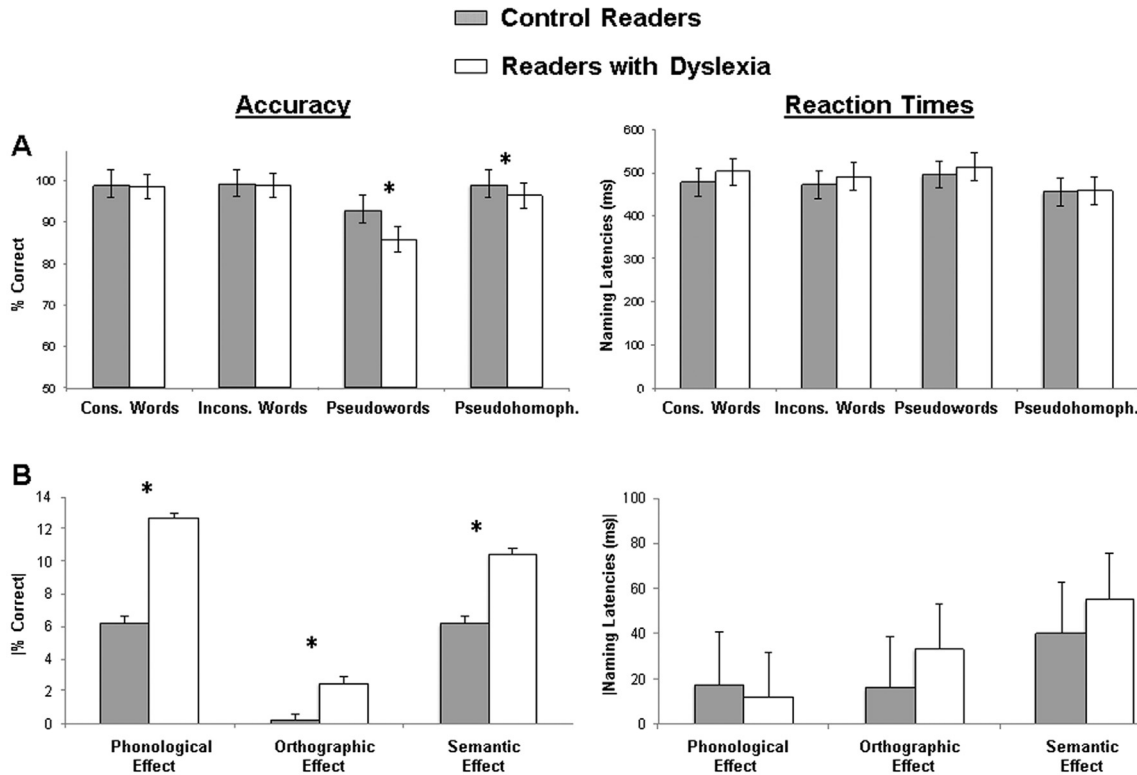 Control Readers
Readers with Dyslexia
Accuracy
Reaction Times
A
*
*
% Correct
100
90
80
70
60
50
Cons. Words Incons. Words Pseudowords Pseudohomoph.
Naming Latencies (ms)
600
500
400
300
200
100
0
Cons. Words Incons. Words Pseudowords Pseudohomoph.
B
*
*
*
|% Correct|
14
12
10
8
6
4
2
0
Phonological Effect
Orthographic Effect
Semantic Effect
|Naming Latencies (ms)|
100
80
60
40
20
0
Phonological Effect
Orthographic Effect
Semantic Effect